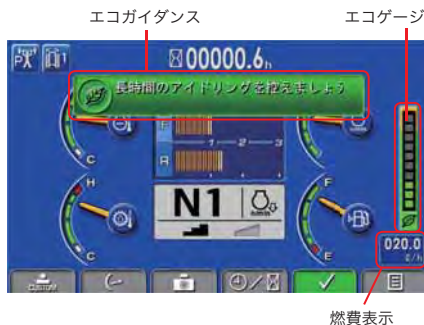 エコガイダンス
エコゲージ
P 1
00000.6h
長時間のアイドリングを控えましょう
F
1 2 3
R
C
H
C
N1
F
E
020.0
ℓ/h
CUSTOM
燃費表示